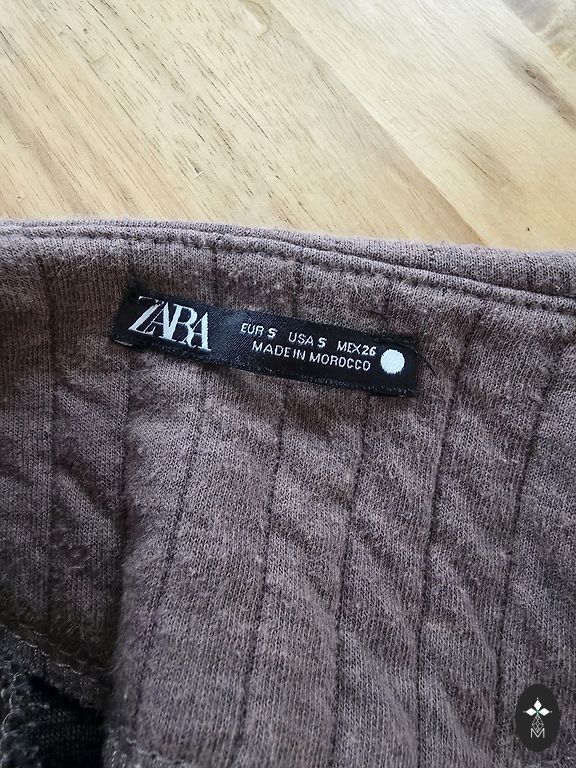 ZARA
EUR S USA S MEX 26
MADE IN MOROCCO
M